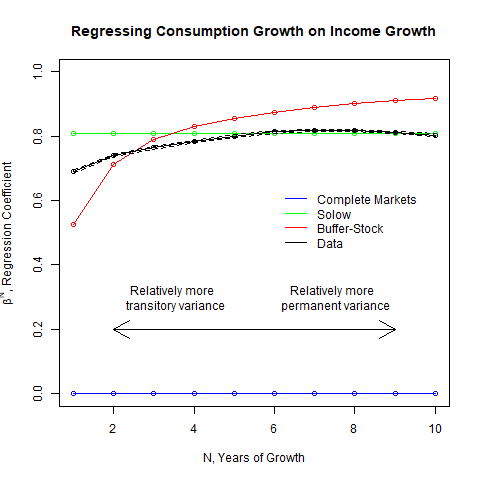 Regressing Consumption Growth on Income Growth
βᴺ, Regression Coefficient
1.0
0.8
0.6
0.4
0.2
0.0
Complete Markets
Solow
Buffer-Stock
Data
Relatively more
transitory variance
Relatively more
permanent variance
2
4
6
8
10
N, Years of Growth